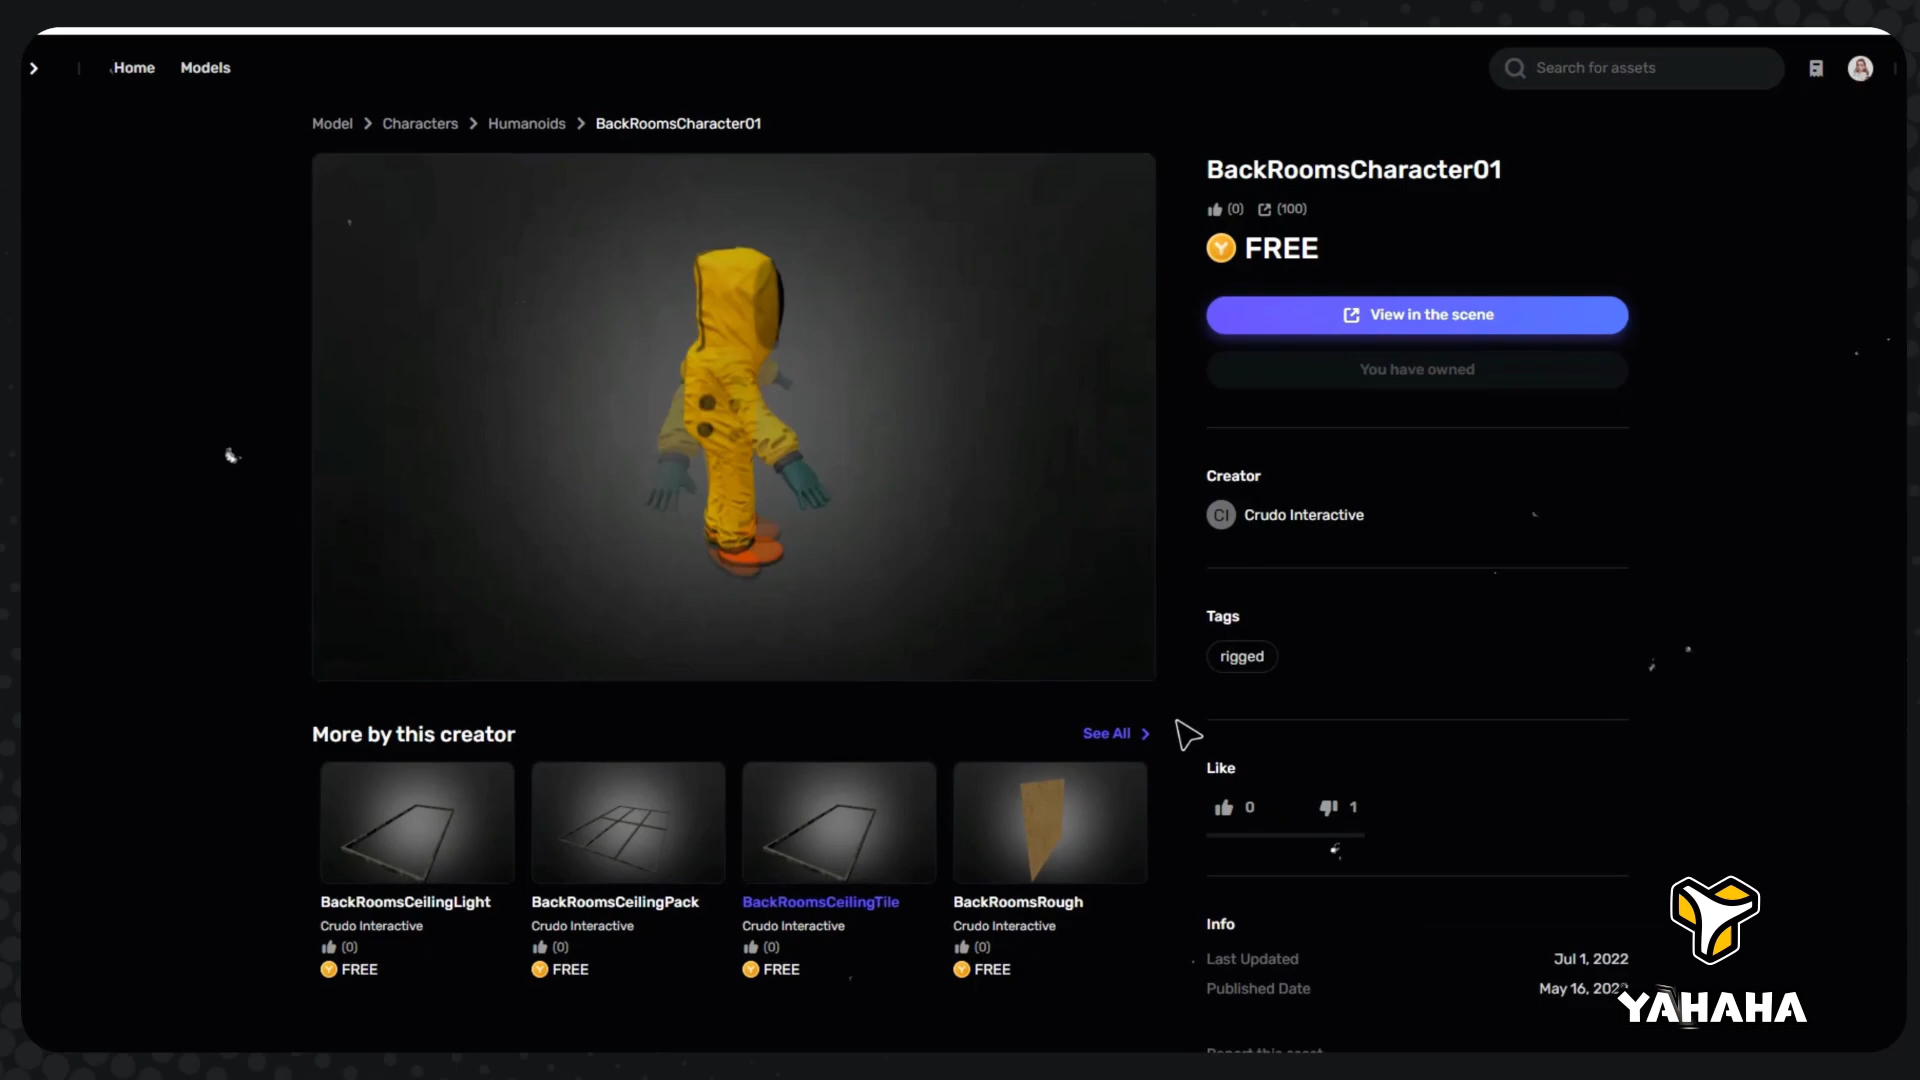 Home Models
Search for assets
Model > Characters > Humanoids > BackRoomsCharacter01
BackRoomsCharacter01
(0) (100)
FREE
View in the scene
You have owned
Creator
CI Crudo Interactive
Tags
rigged
More by this creator
See All >
Like
0 1
BackRoomsCeilingLight
Crudo Interactive
(0)
FREE
BackRoomsCeilingPack
Crudo Interactive
(0)
FREE
BackRoomsCeilingTile
Crudo Interactive
(0)
FREE
BackRoomsRough
Crudo Interactive
(0)
FREE
Info
Last Updated Jul 1, 2022
Published Date May 16, 2022
YAHAHA